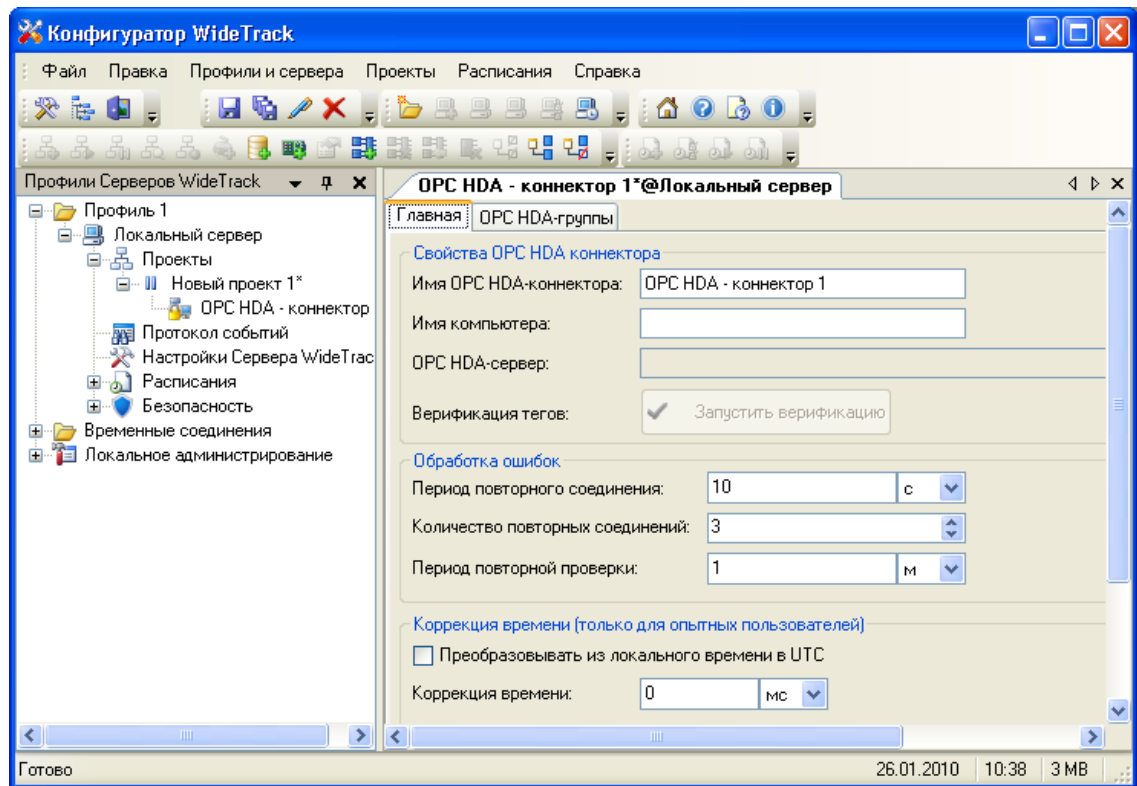 Конфигуратор WideTrack
Файл Правка Профили и сервера Проекты Расписания Справка
Профили Серверов WideTrack
Профиль 1
Локальный сервер
Проекты
Новый проект 1*
OPC HDA - коннектор
Протокол событий
Настройки Сервера WideTrac
Расписания
Безопасность
Временные соединения
Локальное администрирование
OPC HDA - коннектор 1*@Локальный сервер
Главная OPC HDA-группы
Свойства OPC HDA коннектора
Имя OPC HDA-коннектора: OPC HDA - коннектор 1
Имя компьютера:
OPC HDA-сервер:
Верификация тегов: Запустить верификацию
Обработка ошибок
Период повторного соединения: 10 с
Количество повторных соединений: 3
Период повторной проверки: 1 м
Коррекция времени (только для опытных пользователей)
Преобразовывать из локального времени в UTC
Коррекция времени: 0 мс
Готово 26.01.2010 10:38 3 MB